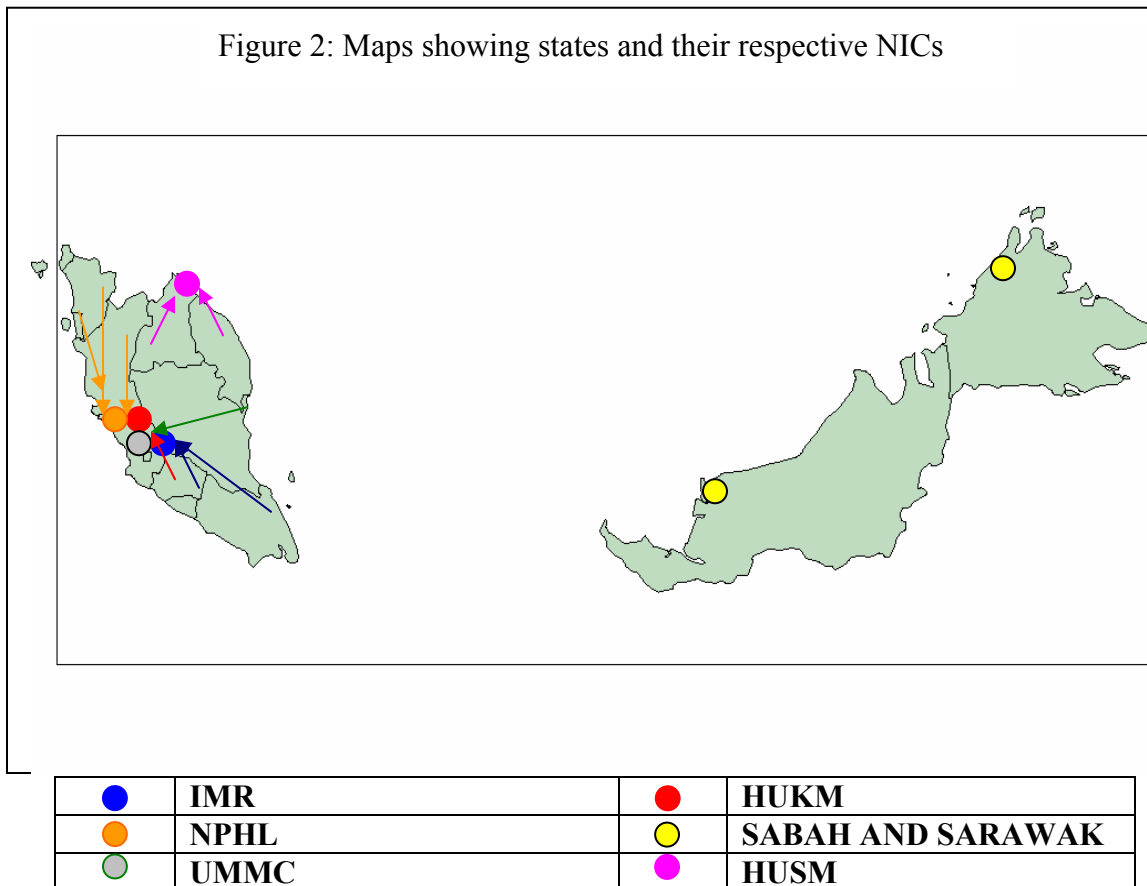 Figure 2: Maps showing states and their respective NICs
IMR HUKM
NPHL SABAH AND SARAWAK
UMMC HUSM